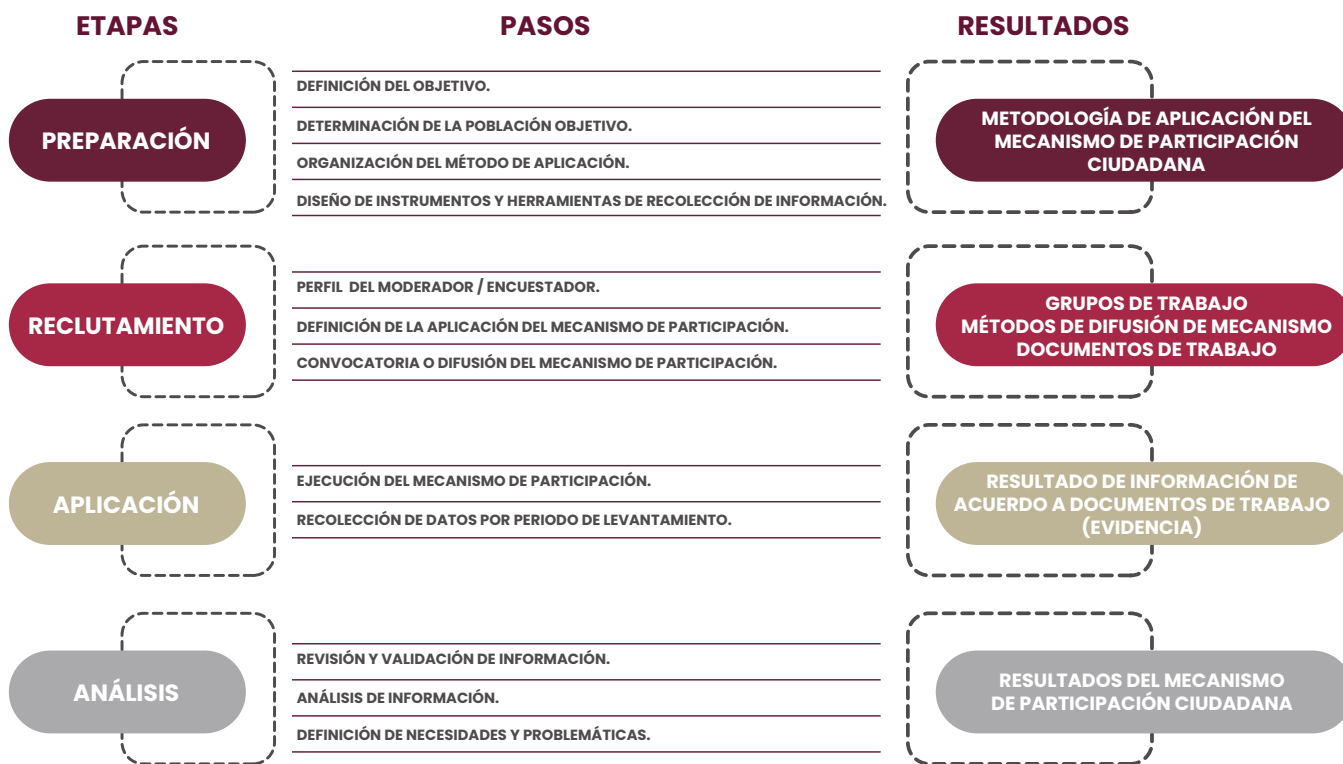 ETAPAS
PASOS
RESULTADOS
PREPARACIÓN
DEFINICIÓN DEL OBJETIVO.
DETERMINACIÓN DE LA POBLACIÓN OBJETIVO.
ORGANIZACIÓN DEL MÉTODO DE APLICACIÓN.
DISEÑO DE INSTRUMENTOS Y HERRAMIENTAS DE RECOLECCIÓN DE INFORMACIÓN.
METODOLOGÍA DE APLICACIÓN DEL
MECANISMO DE PARTICIPACIÓN
CIUDADANA
RECLUTAMIENTO
PERFIL DEL MODERADOR / ENCUESTADOR.
DEFINICIÓN DE LA APLICACIÓN DEL MECANISMO DE PARTICIPACIÓN.
CONVOCATORIA O DIFUSIÓN DEL MECANISMO DE PARTICIPACIÓN.
GRUPOS DE TRABAJO
MÉTODOS DE DIFUSIÓN DE MECANISMO
DOCUMENTOS DE TRABAJO
APLICACIÓN
EJECUCIÓN DEL MECANISMO DE PARTICIPACIÓN.
RECOLECCIÓN DE DATOS POR PERIODO DE LEVANTAMIENTO.
RESULTADO DE INFORMACIÓN DE
ACUERDO A DOCUMENTOS DE TRABAJO
(EVIDENCIA)
ANÁLISIS
REVISIÓN Y VALIDACIÓN DE INFORMACIÓN.
ANÁLISIS DE INFORMACIÓN.
DEFINICIÓN DE NECESIDADES Y PROBLEMÁTICAS.
RESULTADOS DEL MECANISMO
DE PARTICIPACIÓN CIUDADANA